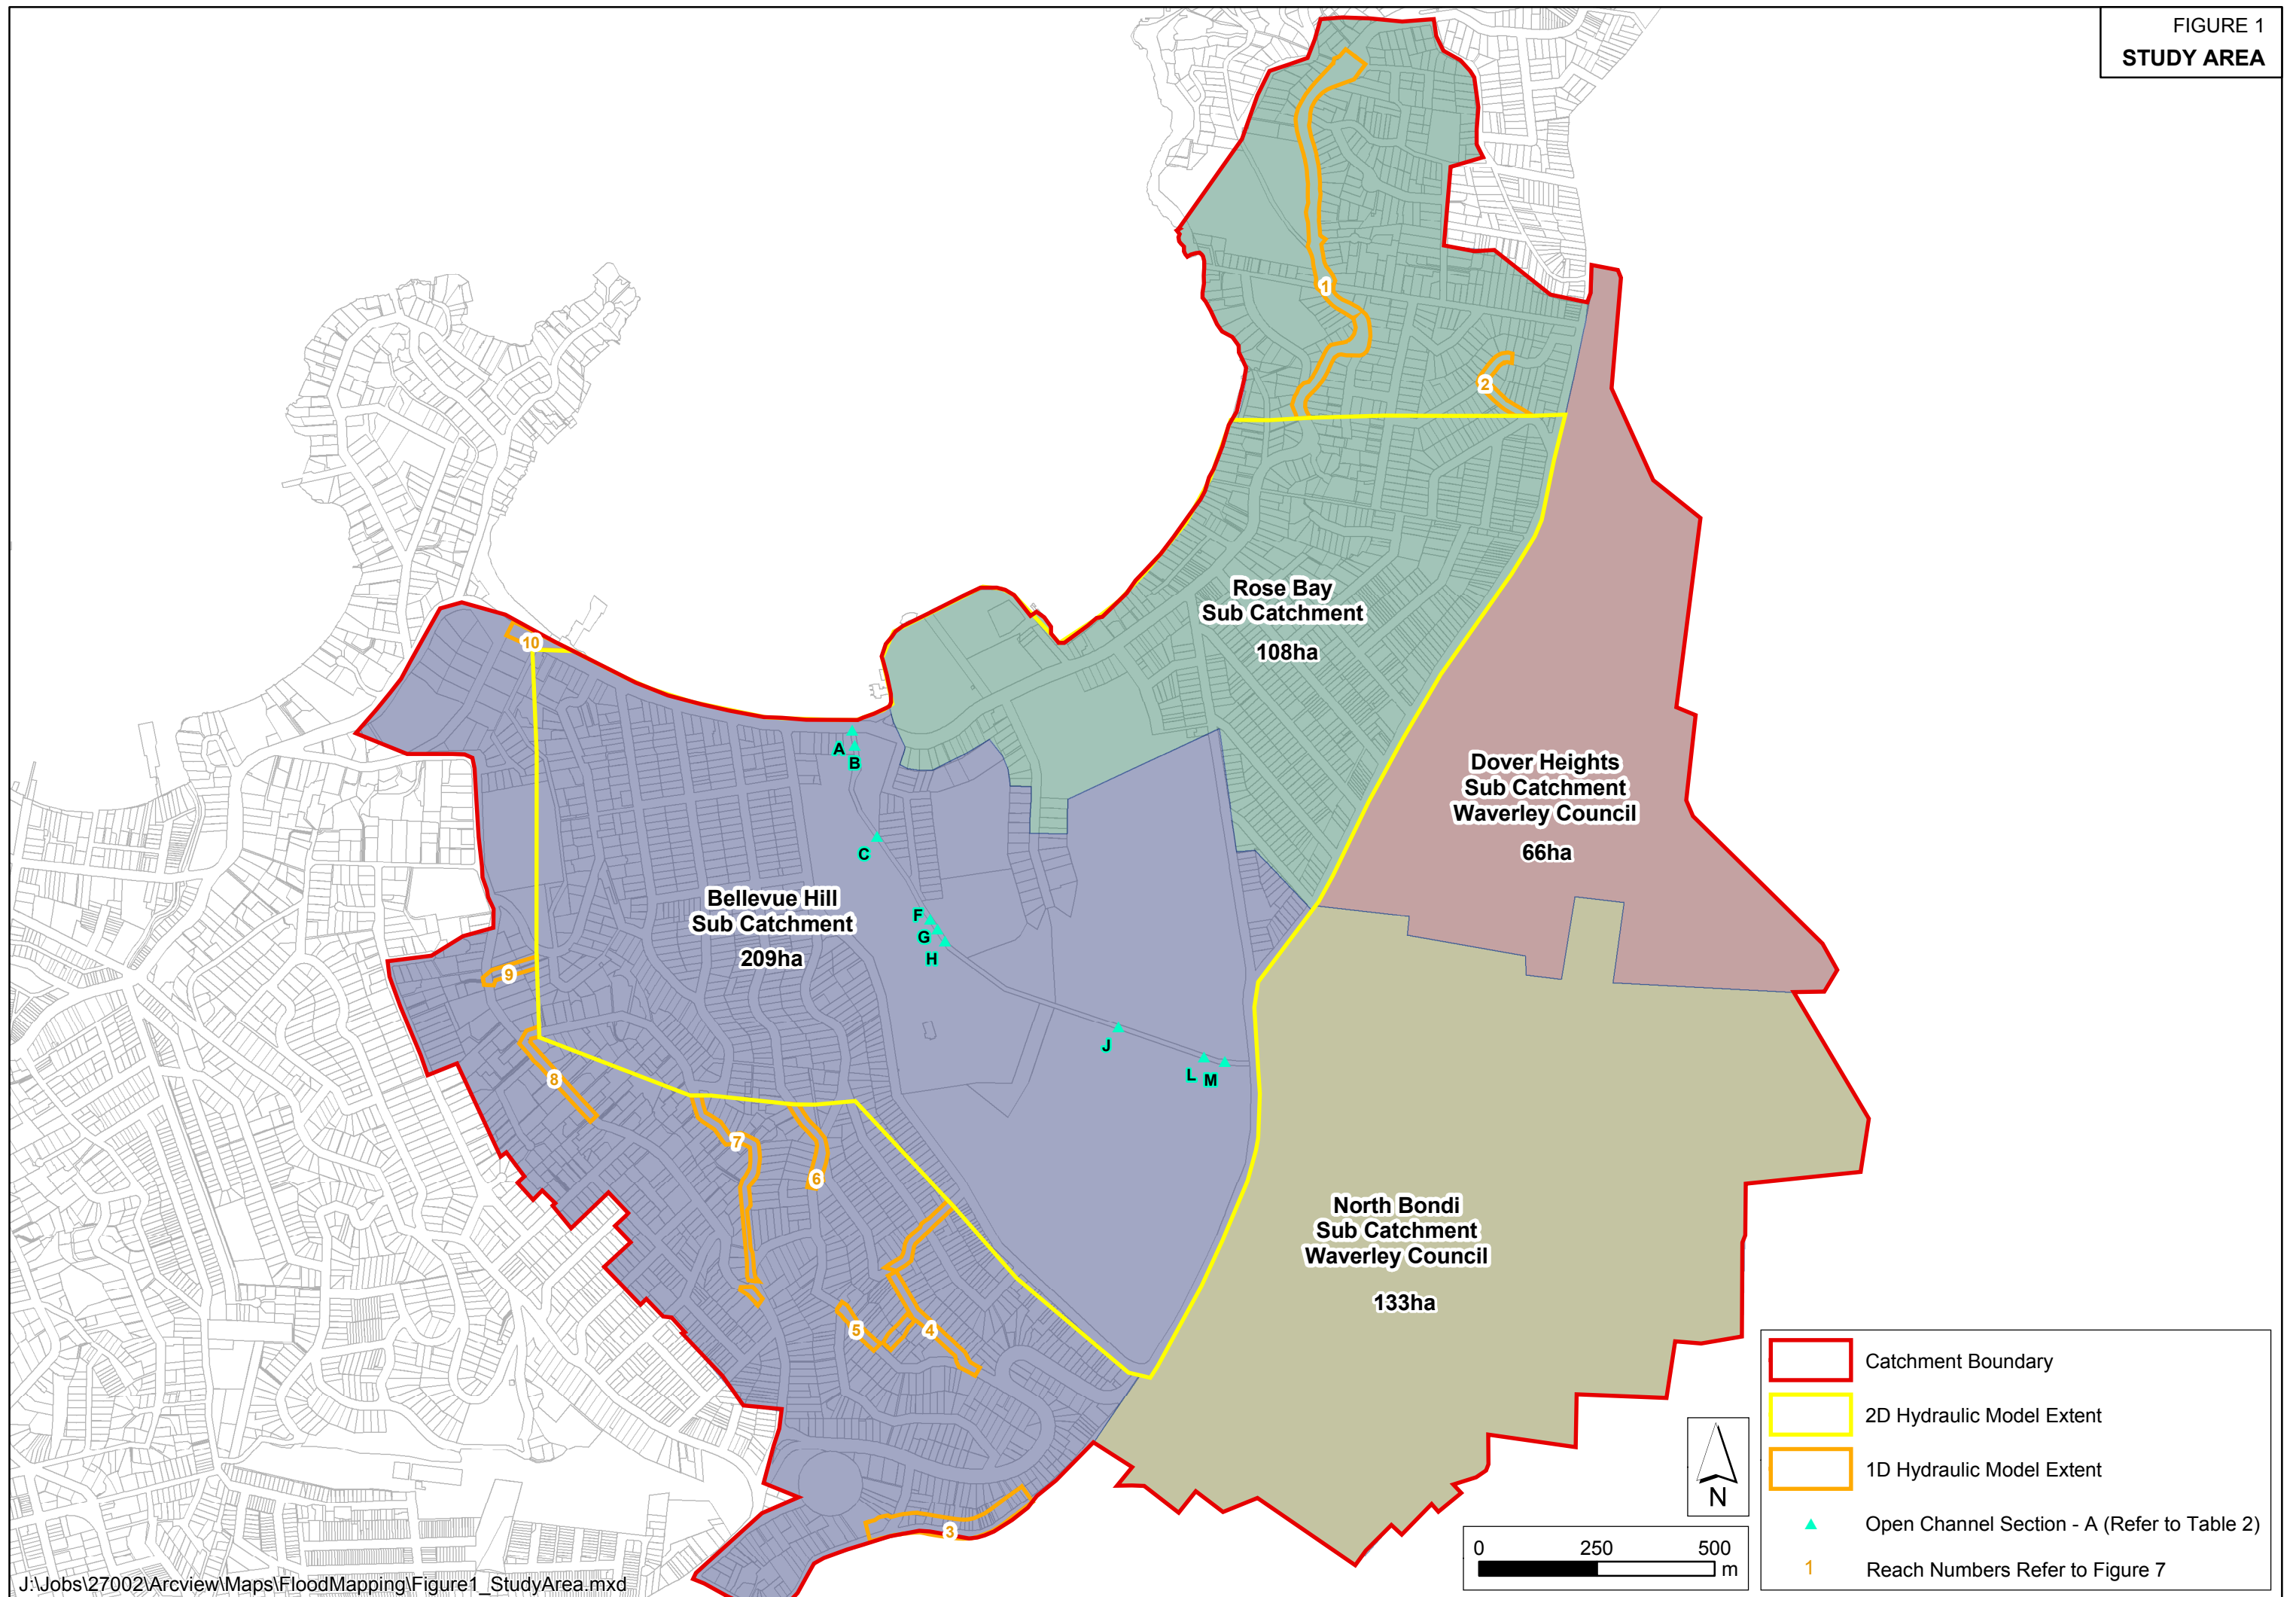 FIGURE 1
STUDY AREA
1
2
Rose Bay
Sub Catchment
108ha
10
A
B
C
Dover Heights
Sub Catchment
Waverley Council
66ha
Bellevue Hill
Sub Catchment
209ha
F
G
H
9
J
L
M
8
7
6
North Bondi
Sub Catchment
Waverley Council
133ha
5
4
3
Catchment Boundary
2D Hydraulic Model Extent
1D Hydraulic Model Extent
Open Channel Section - A (Refer to Table 2)
1 Reach Numbers Refer to Figure 7
N
0 250 500
m
J:\Jobs\27002\Arcview\Maps\FloodMapping\Figure1_StudyArea.mxd